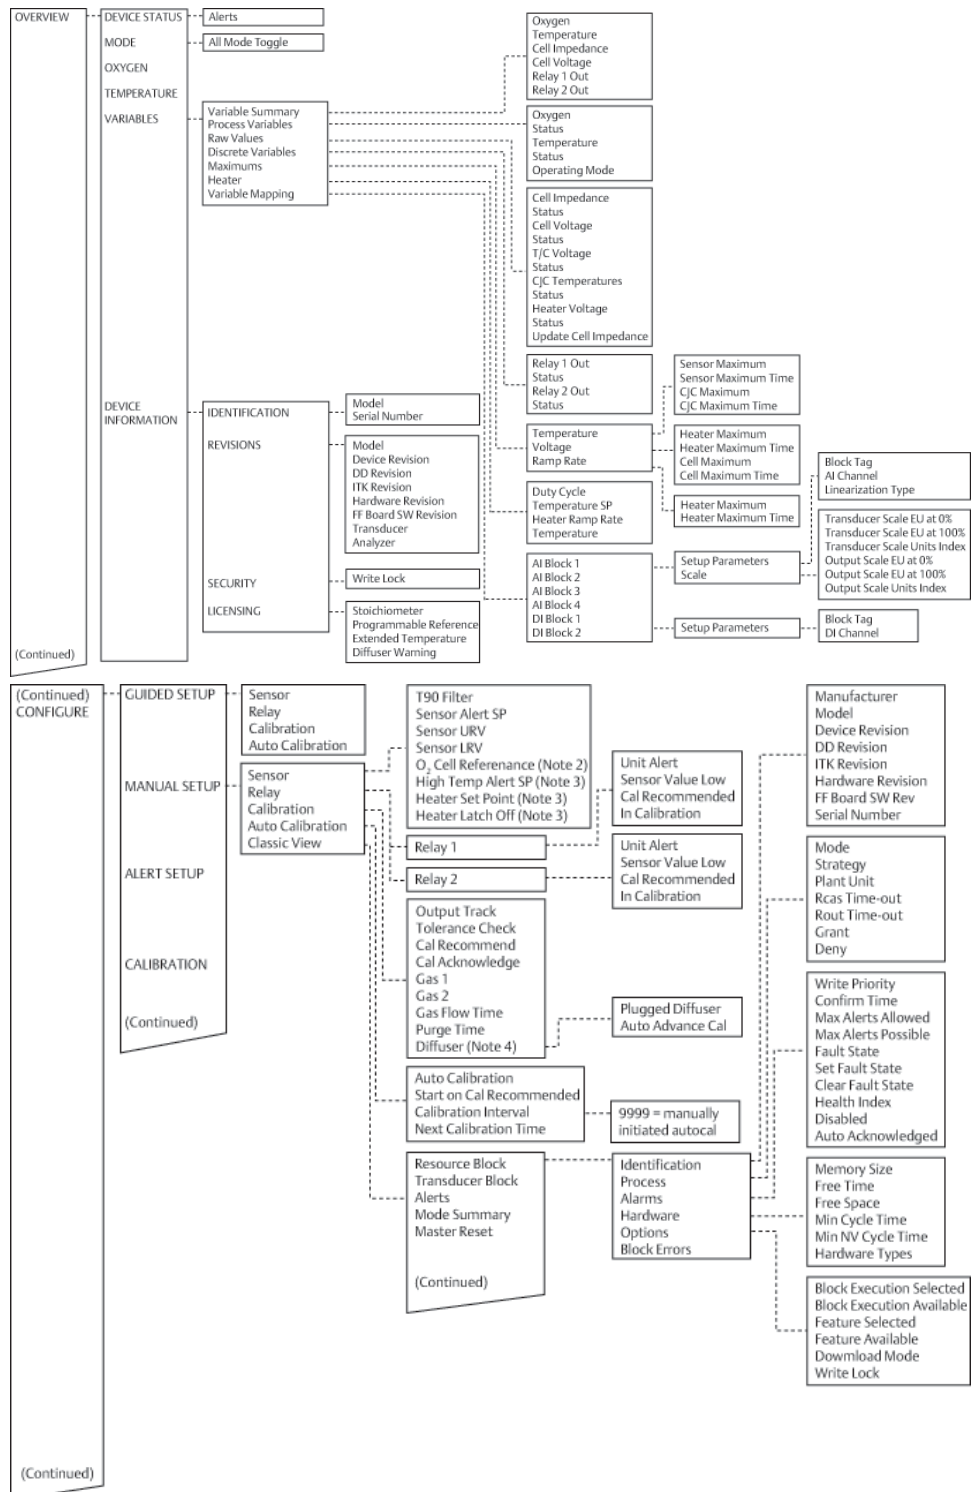 OVERVIEW
DEVICE STATUS
Alerts
MODE
All Mode Toggle
OXYGEN
TEMPERATURE
VARIABLES
Variable Summary
Process Variables
Raw Values
Discrete Variables
Maximums
Heater
Variable Mapping
Oxygen
Temperature
Cell Impedance
Cell Voltage
Relay 1 Out
Relay 2 Out
Oxygen
Status
Temperature
Status
Operating Mode
Cell Impedance
Status
Cell Voltage
Status
T/C Voltage
Status
CJC Temperatures
Status
Heater Voltage
Status
Update Cell Impedance
Relay 1 Out
Status
Relay 2 Out
Status
Temperature
Voltage
Ramp Rate
Sensor Maximum
Sensor Maximum Time
CJC Maximum
CJC Maximum Time
Heater Maximum
Heater Maximum Time
Cell Maximum
Cell Maximum Time
Heater Maximum
Heater Maximum Time
Duty Cycle
Temperature SP
Heater Ramp Rate
Temperature
AI Block 1
AI Block 2
AI Block 3
AI Block 4
DI Block 1
DI Block 2
Setup Parameters
Scale
Block Tag
AI Channel
Linearization Type
Transducer Scale EU at 0%
Transducer Scale EU at 100%
Transducer Scale Units Index
Output Scale EU at 0%
Output Scale EU at 100%
Output Scale Units Index
Setup Parameters
Block Tag
DI Channel
DEVICE
INFORMATION
IDENTIFICATION
Model
Serial Number
REVISIONS
Model
Device Revision
DD Revision
ITK Revision
Hardware Revision
FF Board SW Revision
Transducer
Analyzer
SECURITY
Write Lock
LICENSING
Stoichiometer
Programmable Reference
Extended Temperature
Diffuser Warning
(Continued)
(Continued)
CONFIGURE
GUIDED SETUP
Sensor
Relay
Calibration
Auto Calibration
MANUAL SETUP
Sensor
Relay
Calibration
Auto Calibration
Classic View
ALERT SETUP
CALIBRATION
(Continued)
T90 Filter
Sensor Alert SP
Sensor URV
Sensor LRV
O2 Cell Referenance (Note 2)
High Temp Alert SP (Note 3)
Heater Set Point (Note 3)
Heater Latch Off (Note 3)
Relay 1
Unit Alert
Sensor Value Low
Cal Recommended
In Calibration
Relay 2
Unit Alert
Sensor Value Low
Cal Recommended
In Calibration
Output Track
Tolerance Check
Cal Recommend
Cal Acknowledge
Gas 1
Gas 2
Gas Flow Time
Purge Time
Diffuser (Note 4)
Plugged Diffuser
Auto Advance Cal
Auto Calibration
Start on Cal Recommended
Calibration Interval
Next Calibration Time
9999 = manually
initiated autocal
Resource Block
Transducer Block
Alerts
Mode Summary
Master Reset
(Continued)
Identification
Process
Alarms
Hardware
Options
Block Errors
Manufacturer
Model
Device Revision
DD Revision
ITK Revision
Hardware Revision
FF Board SW Rev
Serial Number
Mode
Strategy
Plant Unit
Rcas Time-out
Rout Time-out
Grant
Deny
Write Priority
Confirm Time
Max Alerts Allowed
Max Alerts Possible
Fault State
Set Fault State
Clear Fault State
Health Index
Disabled
Auto Acknowledged
Memory Size
Free Time
Free Space
Min Cycle Time
Min NV Cycle Time
Hardware Types
Block Execution Selected
Block Execution Available
Feature Selected
Feature Available
Dowmload Mode
Write Lock
(Continued)